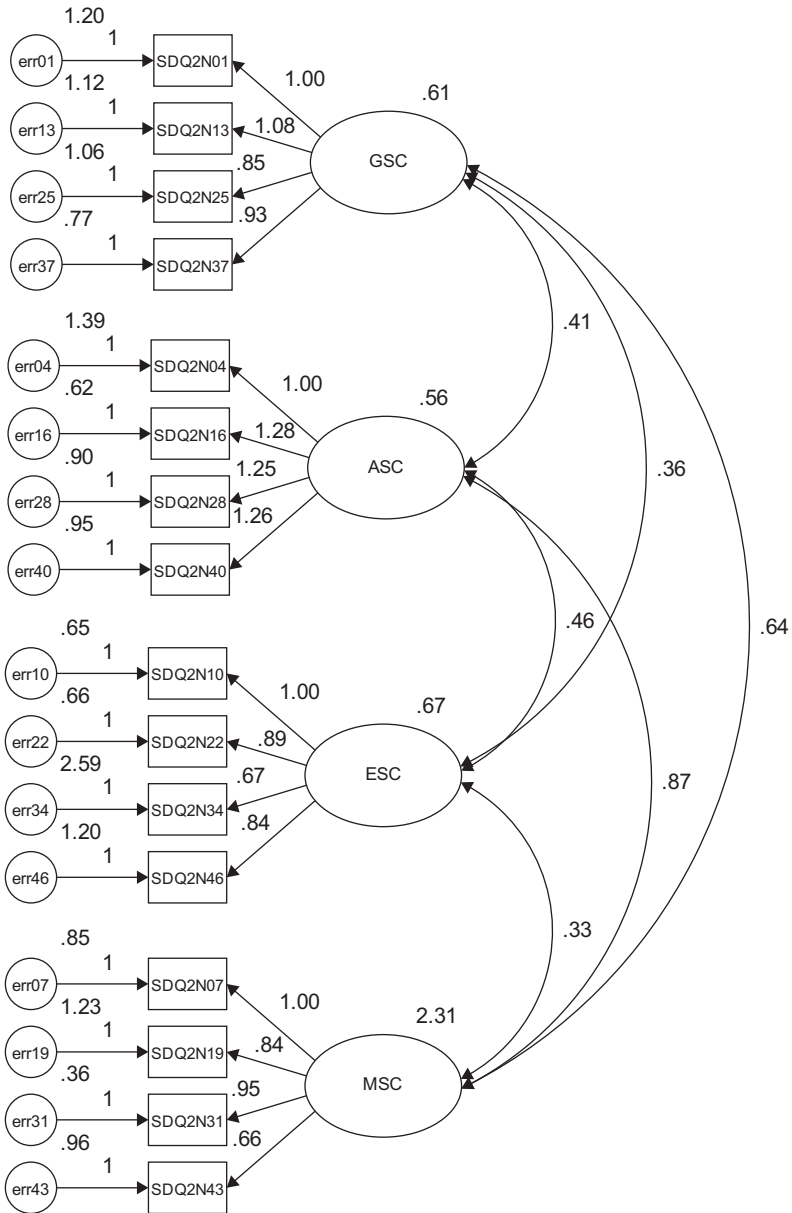 1.20
1
err01
SDQ2N01
1.00
1.12
1
err13
SDQ2N13
1.08
1.06
1
err25
SDQ2N25
.85
.77
1
err37
SDQ2N37
.93
.61
GSC
1.39
1
err04
SDQ2N04
1.00
.62
1
err16
SDQ2N16
1.28
.90
1
err28
SDQ2N28
1.25
.95
1
err40
SDQ2N40
1.26
.56
ASC
.65
1
err10
SDQ2N10
1.00
.66
1
err22
SDQ2N22
.89
2.59
1
err34
SDQ2N34
.67
1.20
1
err46
SDQ2N46
.84
.67
ESC
.85
1
err07
SDQ2N07
1.00
1.23
1
err19
SDQ2N19
.84
.36
1
err31
SDQ2N31
.95
.96
1
err43
SDQ2N43
.66
2.31
MSC
.41
.36
.46
.64
.87
.33